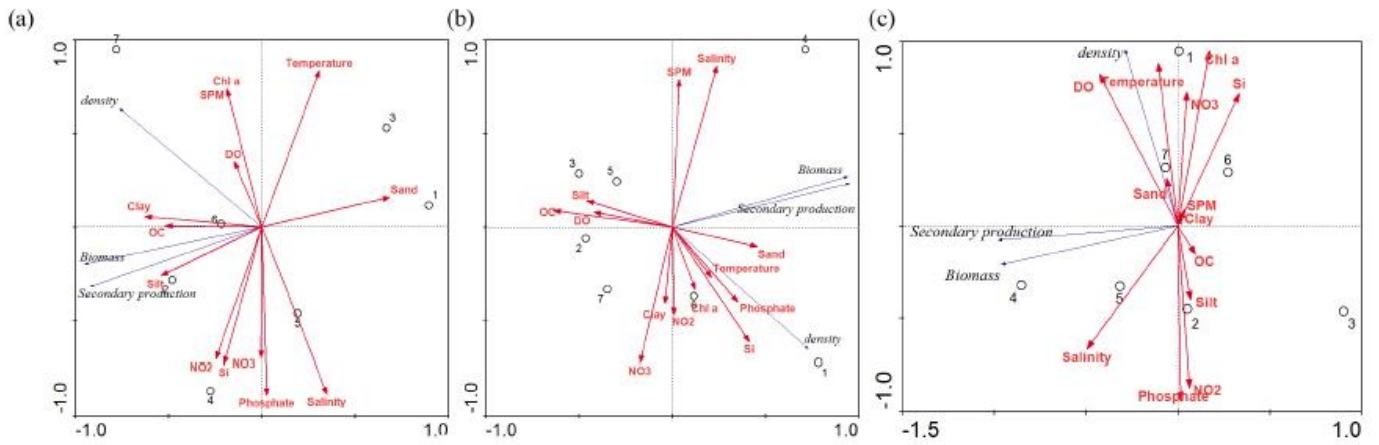 (a)
1.0
7
Temperature
Chl a
SPM
density
3
DO
Sand
Clay
1
6
OC
Biomass
Silt
Secondary production
5
NO2
Si
NO3
4
Phosphate
Salinity
-1.0
-1.0
1.0
(b)
1.0
4
Salinity
SPM
3
5
Biomass
Silt
Secondary production
OC
DO
2
Sand
Temperature
7
6
Clay
Chl a
Phosphate
NO2
density
Si
1
NO3
-1.0
-1.0
1.0
(c)
1.0
density
1
Chl a
DO
Temperature
Si
NO3
7
6
Sand
SPM
Clay
Secondary production
OC
Biomass
4
5
Silt
2
3
Salinity
NO2
Phosphate
-1.0
-1.5
1.0